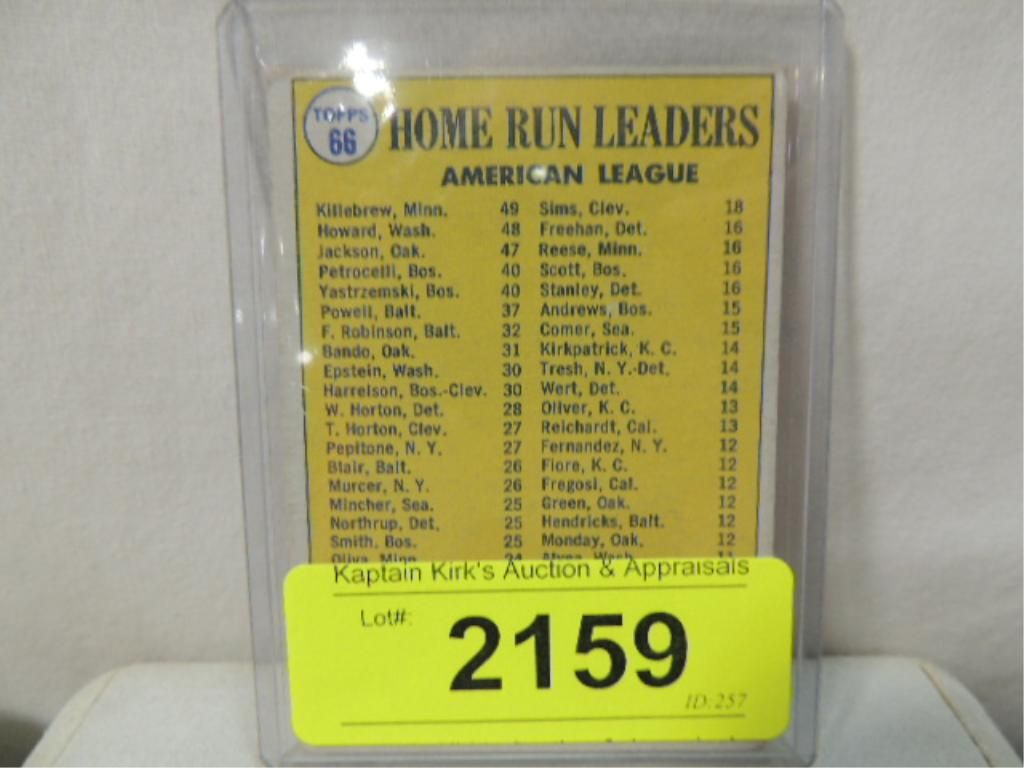 TOPPS
66
HOME RUN LEADERS
AMERICAN LEAGUE
Killebrew, Minn. 49
Howard, Wash. 48
Jackson, Oak. 47
Petrocelli, Bos. 40
Yastrzemski, Bos. 40
Powell, Balt. 37
F. Robinson, Balt. 32
Bando, Oak. 31
Epstein, Wash. 30
Harrelson, Bos.-Clev. 30
W. Horton, Det. 28
T. Horton, Clev. 27
Pepitone, N. Y. 27
Blair, Balt. 26
Murcer, N. Y. 26
Mincher, Sea. 25
Northrup, Det. 25
Smith, Bos. 25
Oliva, Minn. 24
Sims, Clev. 18
Freehan, Det. 16
Reese, Minn. 16
Scott, Bos. 16
Stanley, Det. 16
Andrews, Bos. 15
Comer, Sea. 15
Kirkpatrick, K. C. 14
Tresh, N. Y.-Det. 14
Wert, Det. 14
Oliver, K. C. 13
Reichardt, Cal. 13
Fernandez, N. Y. 12
Fiore, K. C. 12
Fregosi, Cal. 12
Green, Oak. 12
Hendricks, Balt. 12
Monday, Oak. 12
Wash. 11
Kaptain Kirk's Auction & Appraisals
Lot#:
2159
ID:257